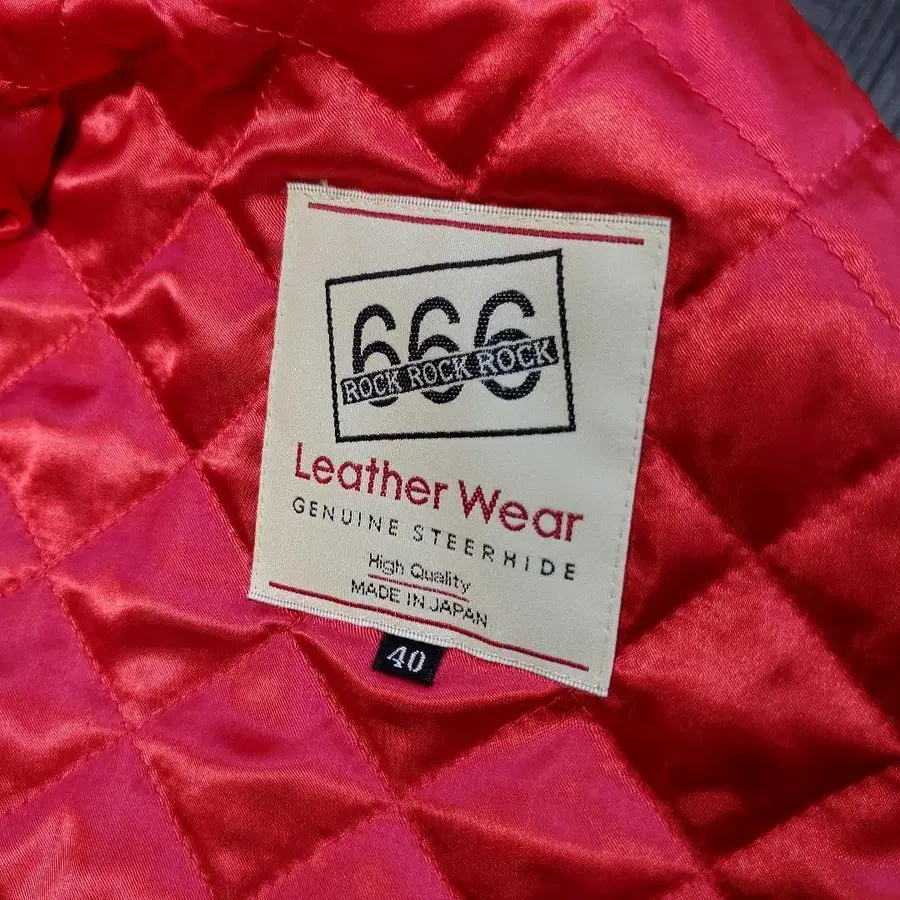 666
ROCK ROCK ROCK
Leather Wear
GENUINE STEERHIDE
High Quality
MADE IN JAPAN
40